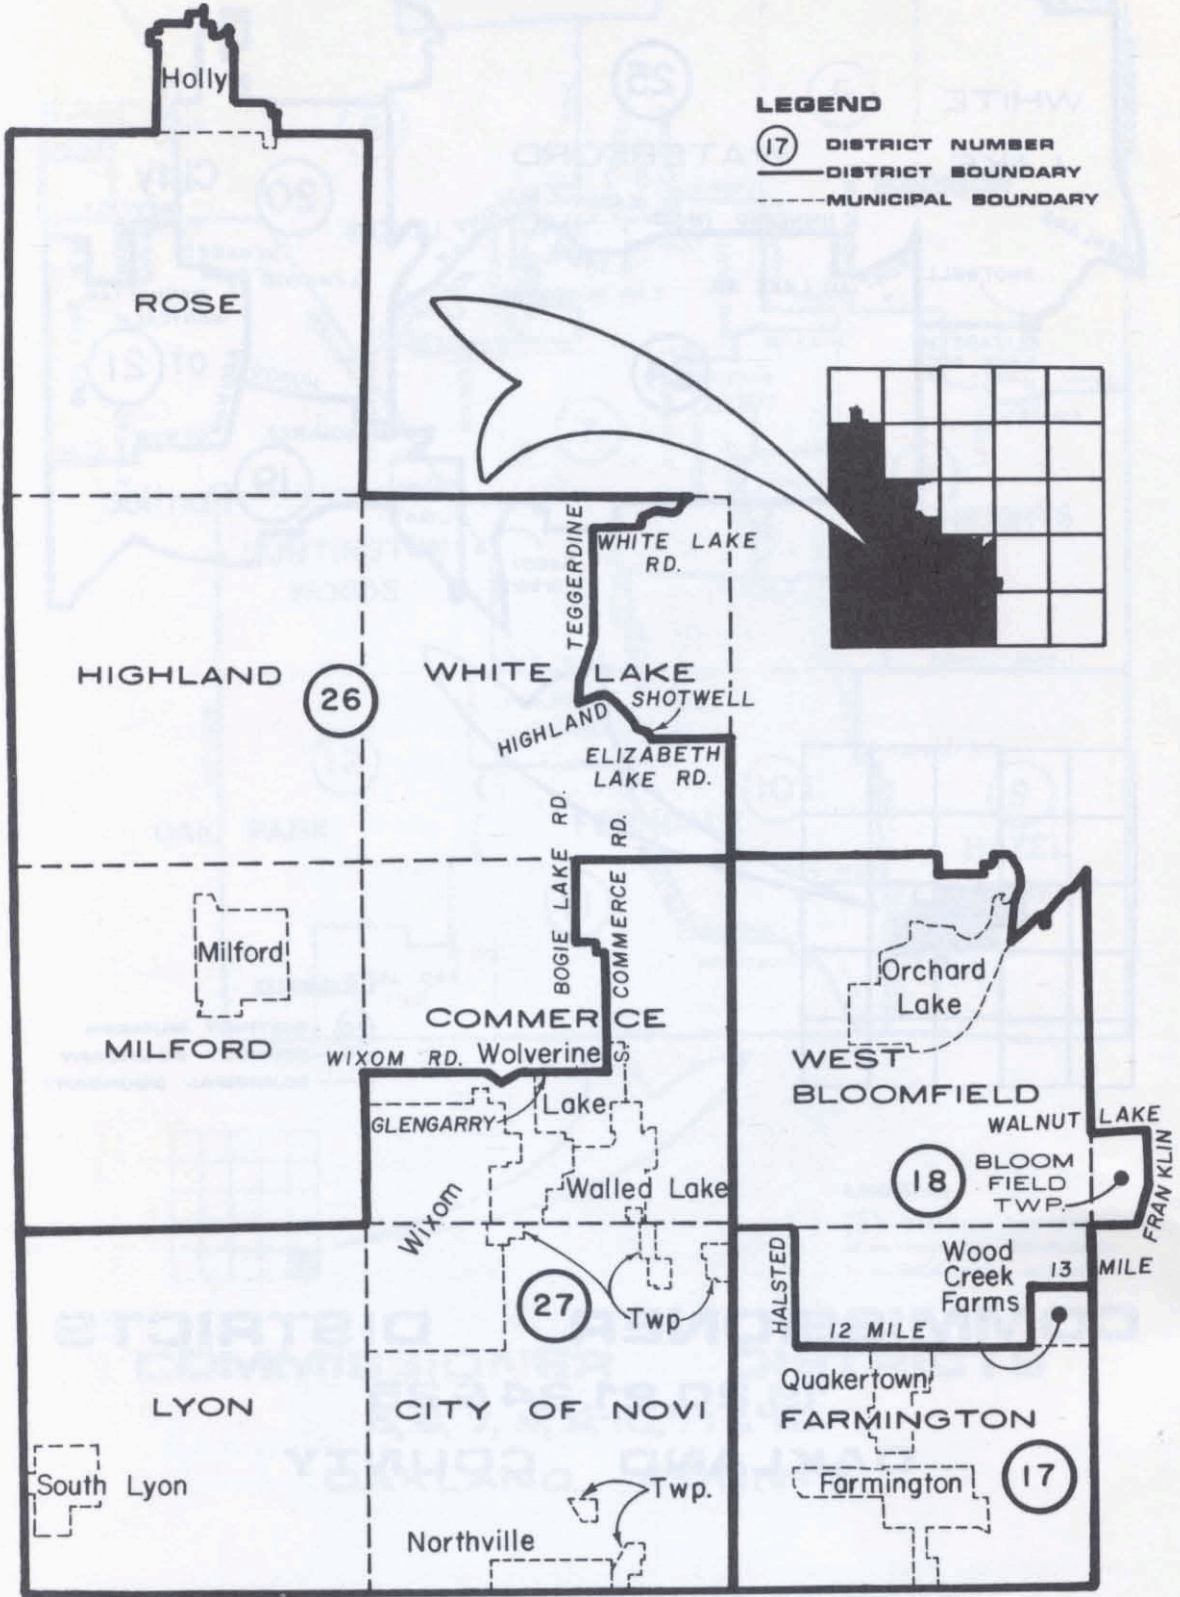 Holly
LEGEND
17 DISTRICT NUMBER
DISTRICT BOUNDARY
MUNICIPAL BOUNDARY
ROSE
TEGGERDINE
WHITE LAKE
RD.
HIGHLAND
26
WHITE LAKE
SHOTWELL
HIGHLAND
ELIZABETH
LAKE RD.
BOGIE LAKE RD.
COMMERCE RD.
Milford
Orchard
Lake
COMMERCE
MILFORD
WIXOM RD.
Wolverine
Lake
GLENGARRY
WEST
BLOOMFIELD
WALNUT LAKE
18
BLOOM
FIELD
TWP.
FRANKLIN
Walled Lake
Wixom
HALSTED
Wood
Creek
Farms
13 MILE
27
Twp
12 MILE
Quakertown
LYON
CITY OF NOVI
FARMINGTON
17
South Lyon
Farmington
Twp.
Northville